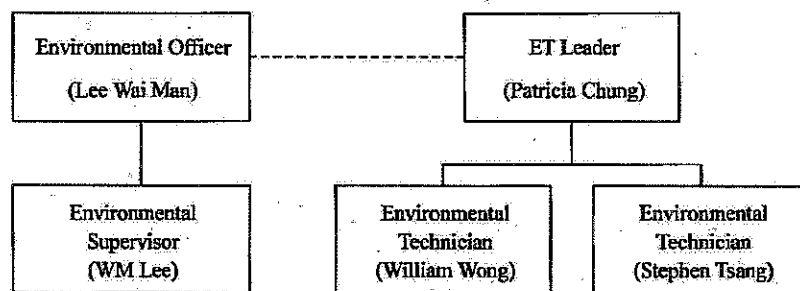 Environmental Officer
(Lee Wai Man)
ET Leader
(Patricia Chung)
Environmental
Supervisor
(WM Lee)
Environmental
Technician
(William Wong)
Environmental
Technician
(Stephen Tsang)